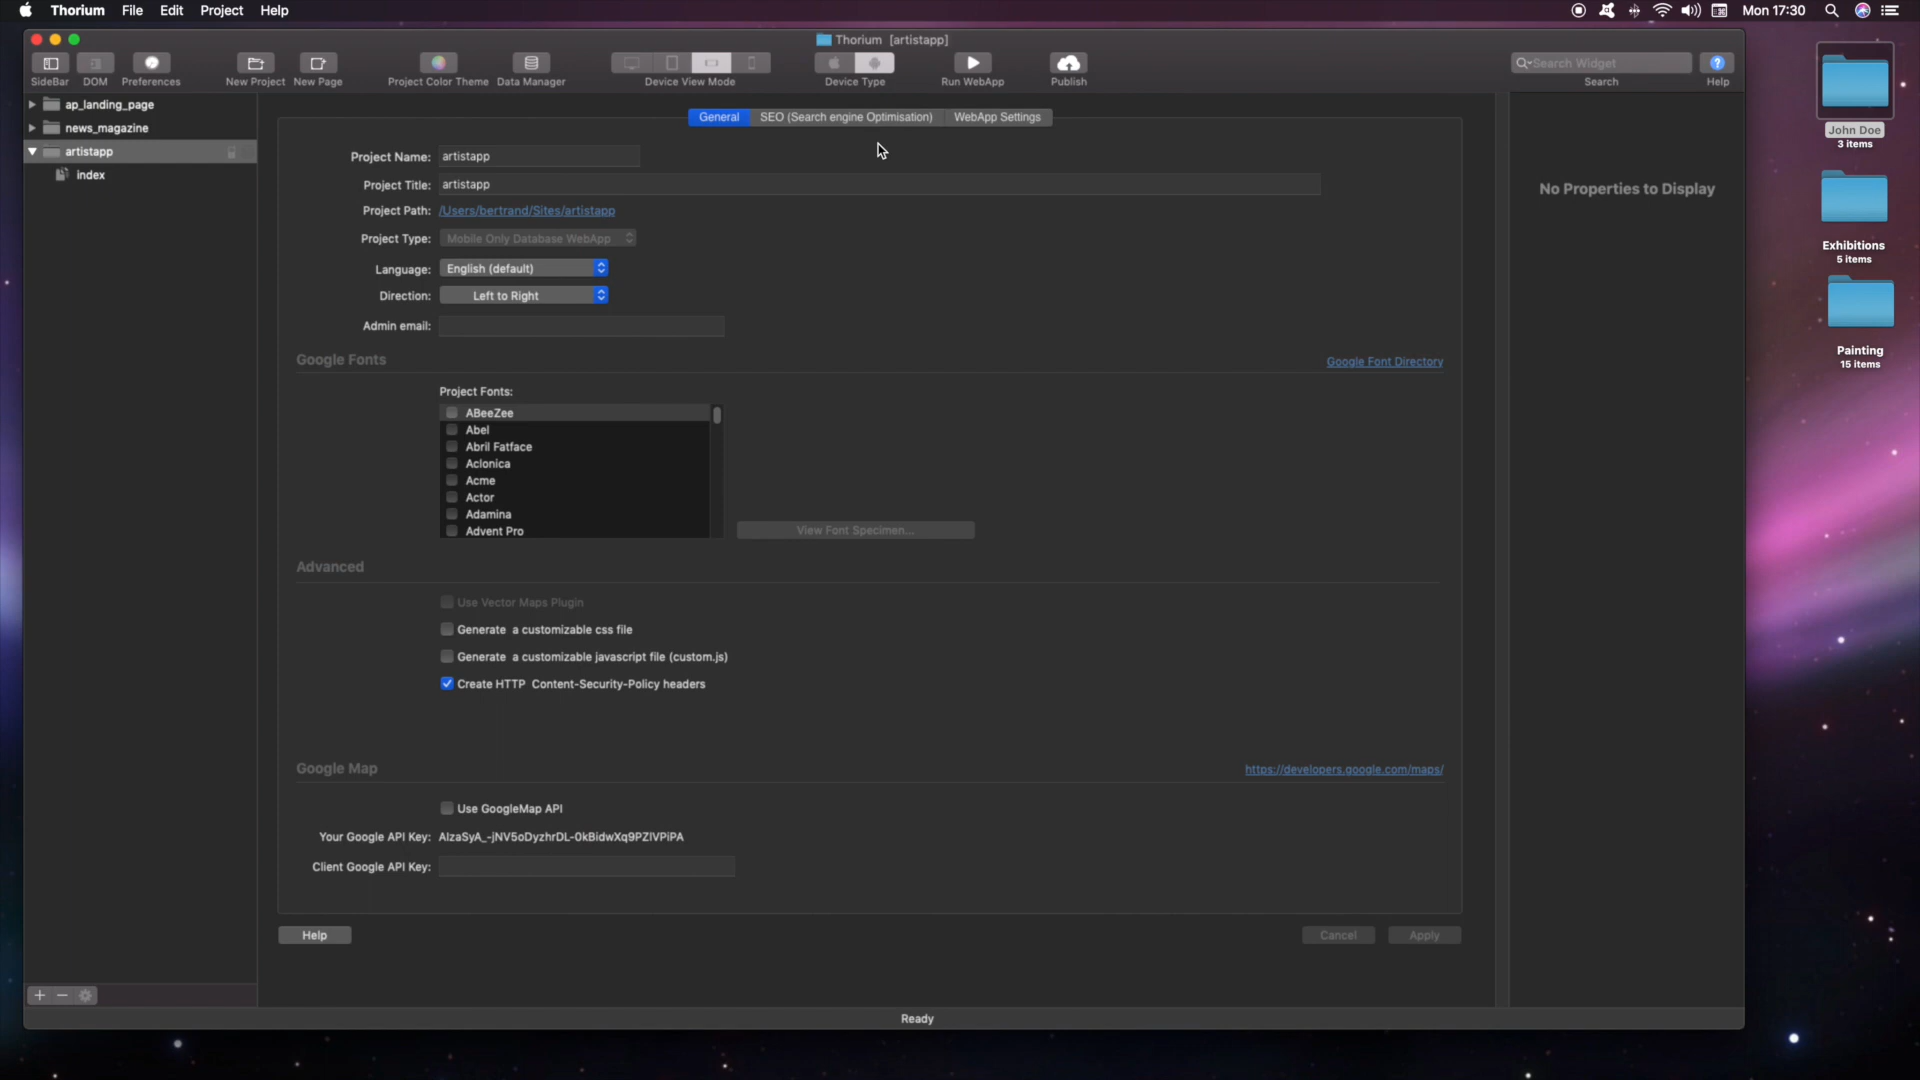 Thorium File Edit Project Help
Mon 17:30
Thorium [artistapp]
SideBar DOM Preferences New Project New Page Project Color Theme Data Manager Device View Mode Device Type Run WebApp Publish
Search Widget
Search Help
ap_landing_page
news_magazine
artistapp
index
General SEO (Search engine Optimisation) WebApp Settings
Project Name: artistapp
Project Title: artistapp
Project Path: /Users/bertrand/Sites/artistapp
Project Type: Mobile Only Database WebApp
Language: English (default)
Direction: Left to Right
Admin email:
Google Fonts
Google Font Directory
Project Fonts:
ABeeZee
Abel
Abril Fatface
Aclonica
Acme
Actor
Adamina
Advent Pro
View Font Specimen...
Advanced
Use Vector Maps Plugin
Generate a customizable css file
Generate a customizable javascript file (custom.js)
Create HTTP Content-Security-Policy headers
Google Map
https://developers.google.com/maps/
Use GoogleMap API
Your Google API Key: AIzaSyA_-jNV5oDyzhrDL-0kBidwXq9PZIVPiPA
Client Google API Key:
Help
Cancel Apply
Ready
No Properties to Display
John Doe
3 items
Exhibitions
5 items
Painting
15 items